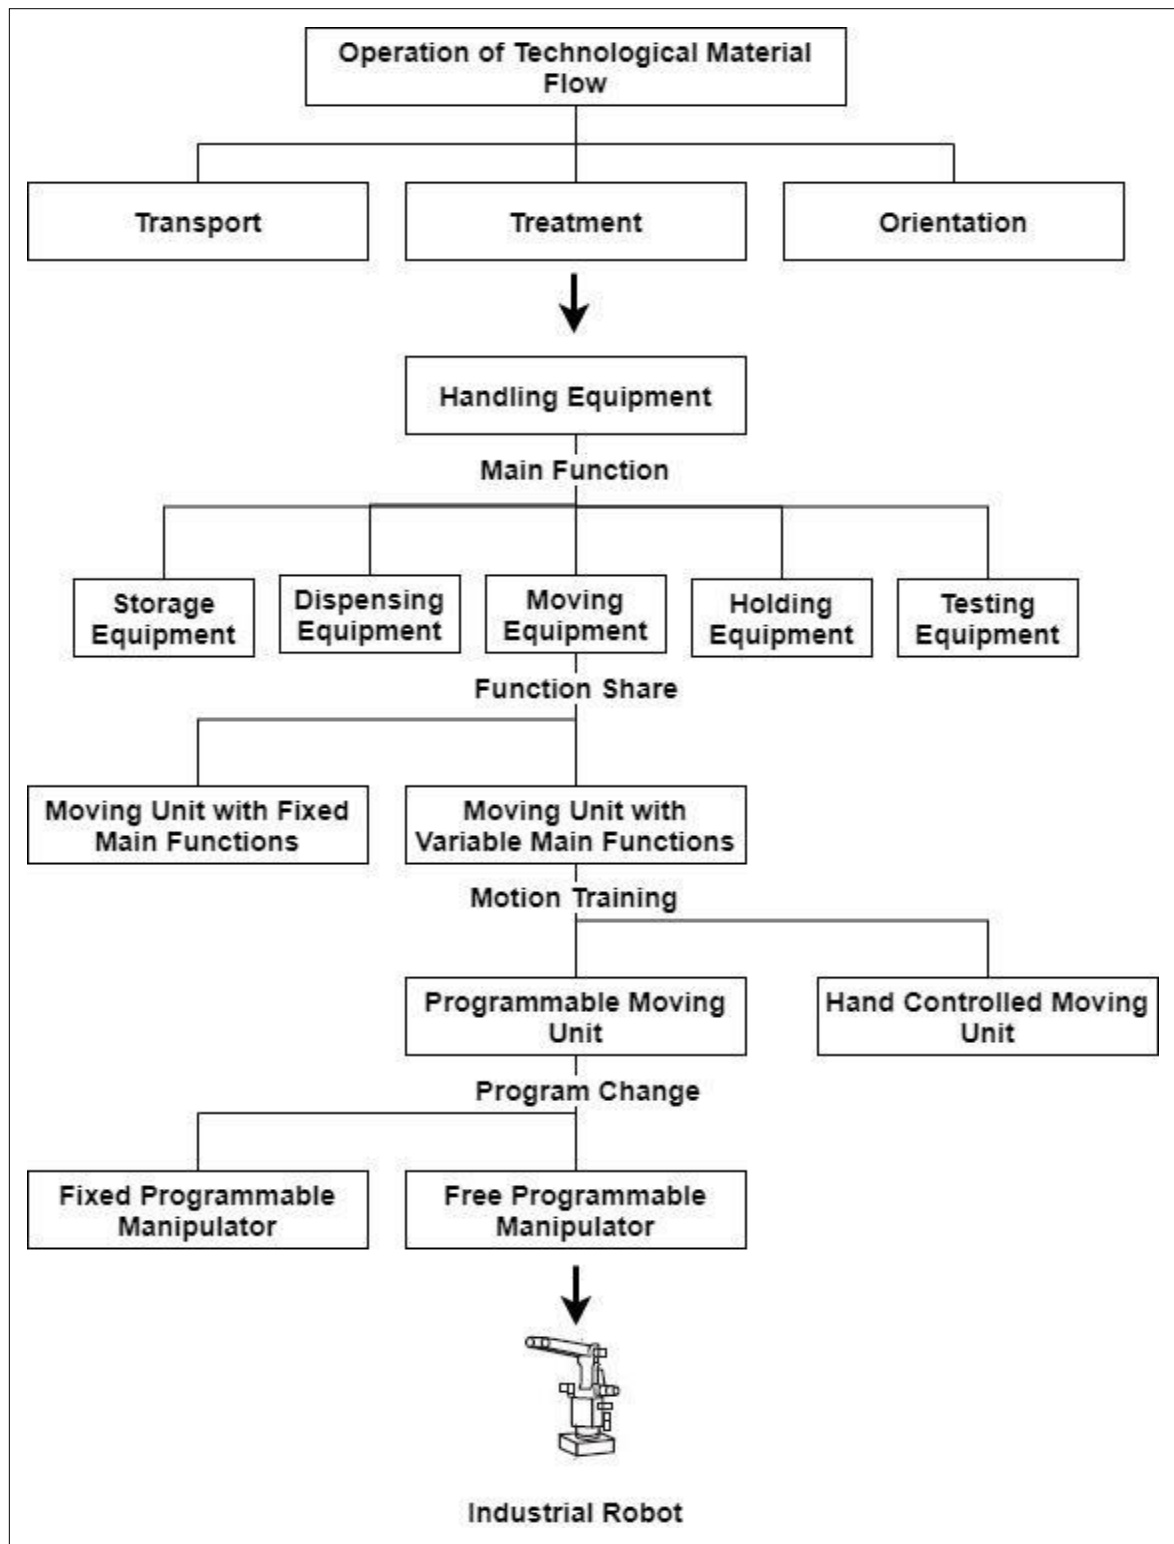 Operation of Technological Material
Flow
Transport
Treatment
Orientation
Handling Equipment
Main Function
Storage
Equipment
Dispensing
Equipment
Moving
Equipment
Holding
Equipment
Testing
Equipment
Function Share
Moving Unit with Fixed
Main Functions
Moving Unit with
Variable Main Functions
Motion Training
Programmable Moving
Unit
Hand Controlled Moving
Unit
Program Change
Fixed Programmable
Manipulator
Free Programmable
Manipulator
Industrial Robot